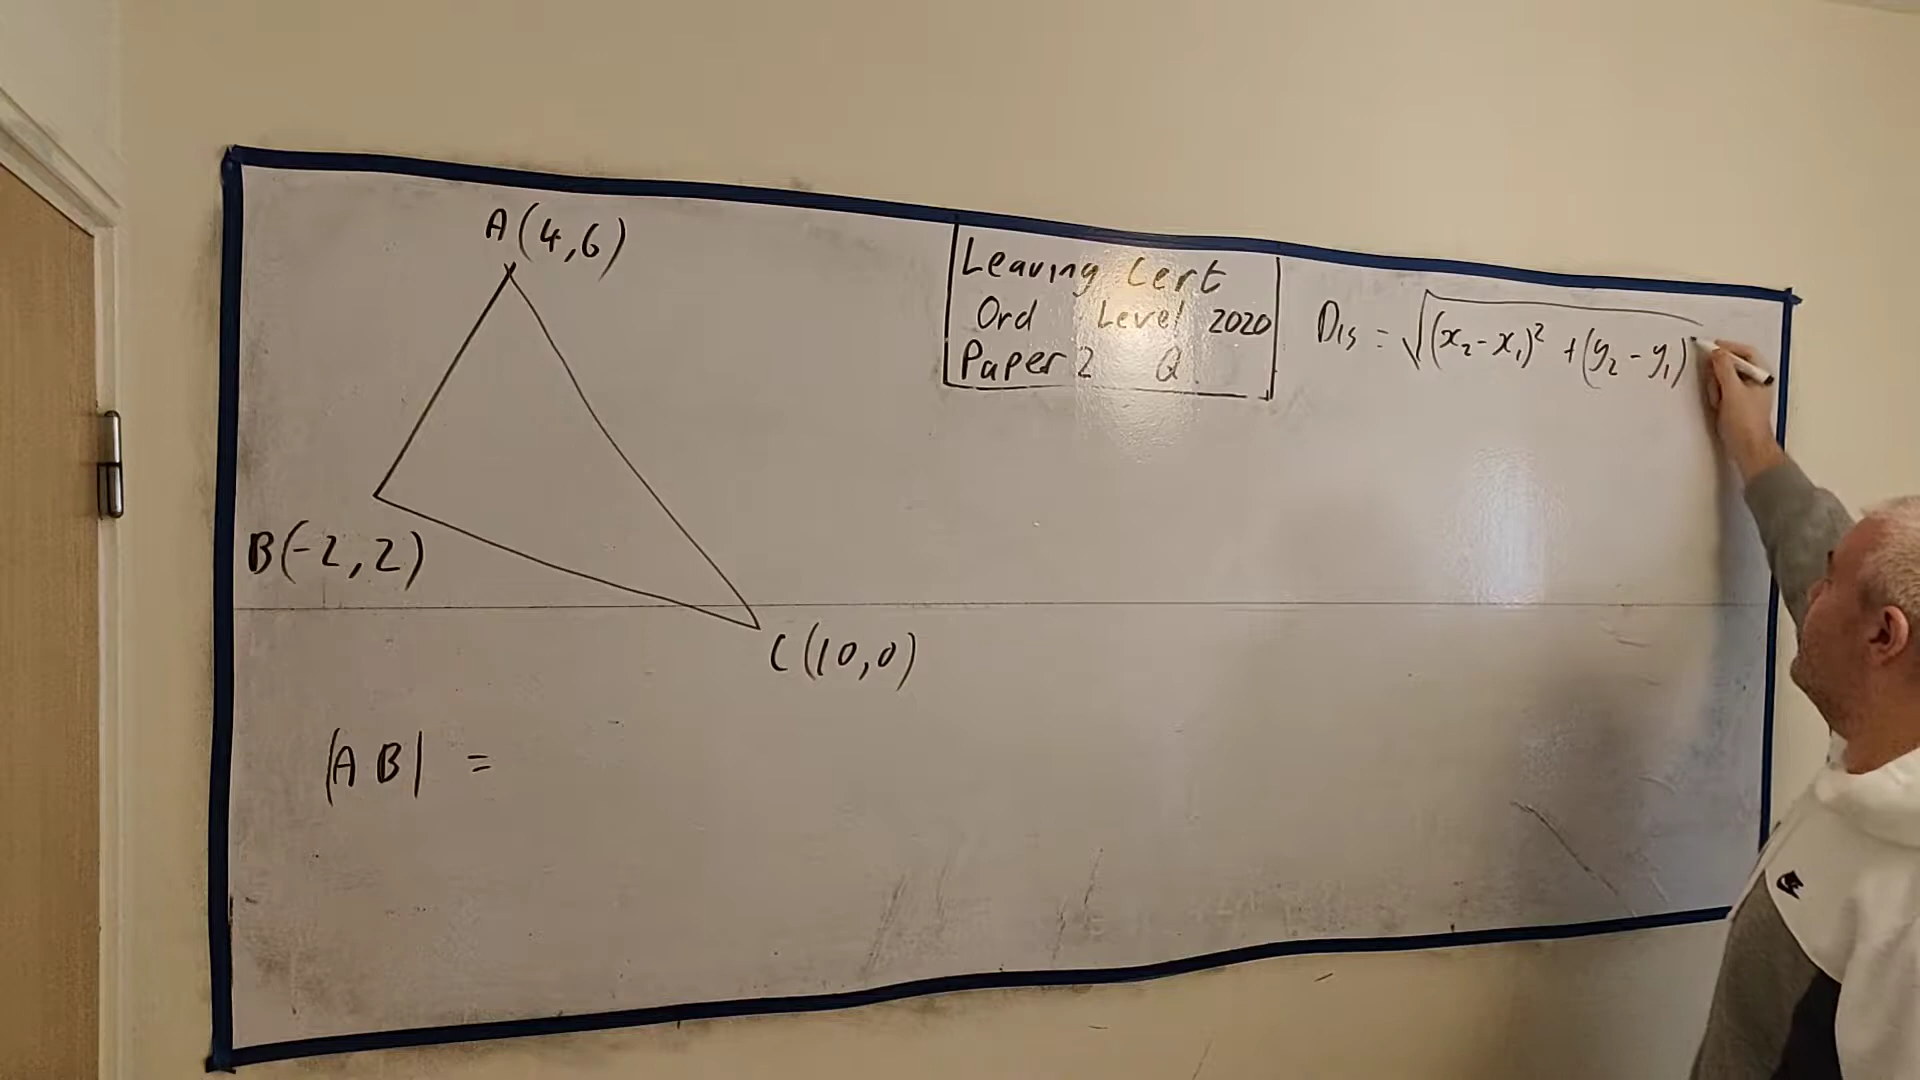 A(4,6)
Leaving Cert
Ord Level 2020
Paper 2 Q.
Dis = √(x₂-x₁)² + (y₂-y₁)
B(-2,2)
C(10,0)
|AB| =